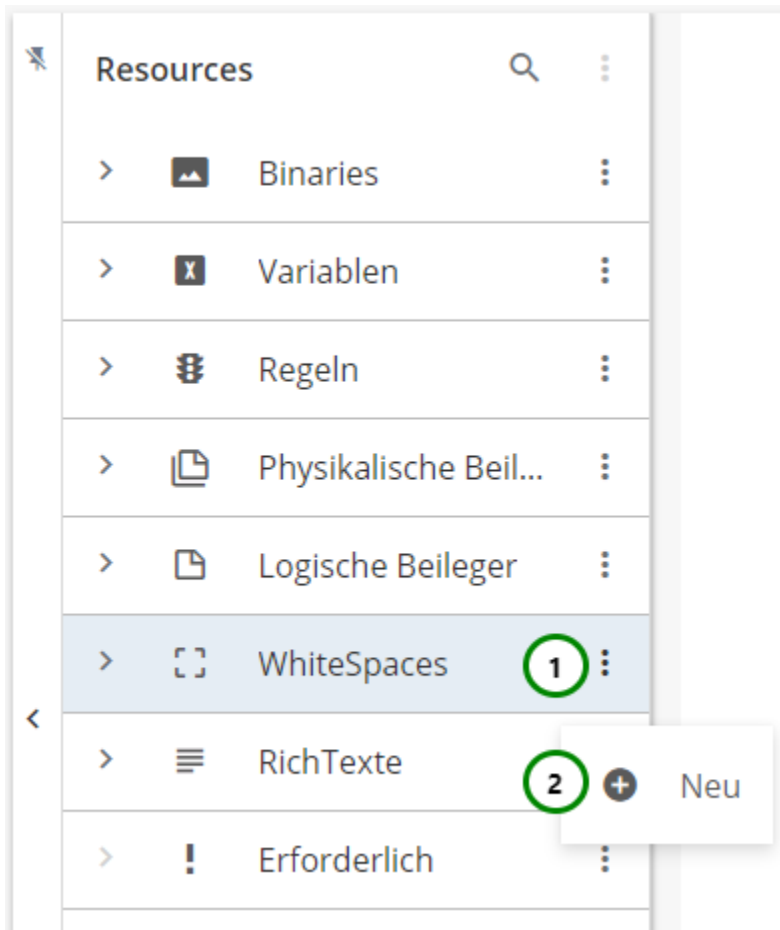 Resources
Binaries
Variablen
Regeln
Physikalische Beil...
Logische Beileger
WhiteSpaces 1
RichTexte
2 Neu
Erforderlich